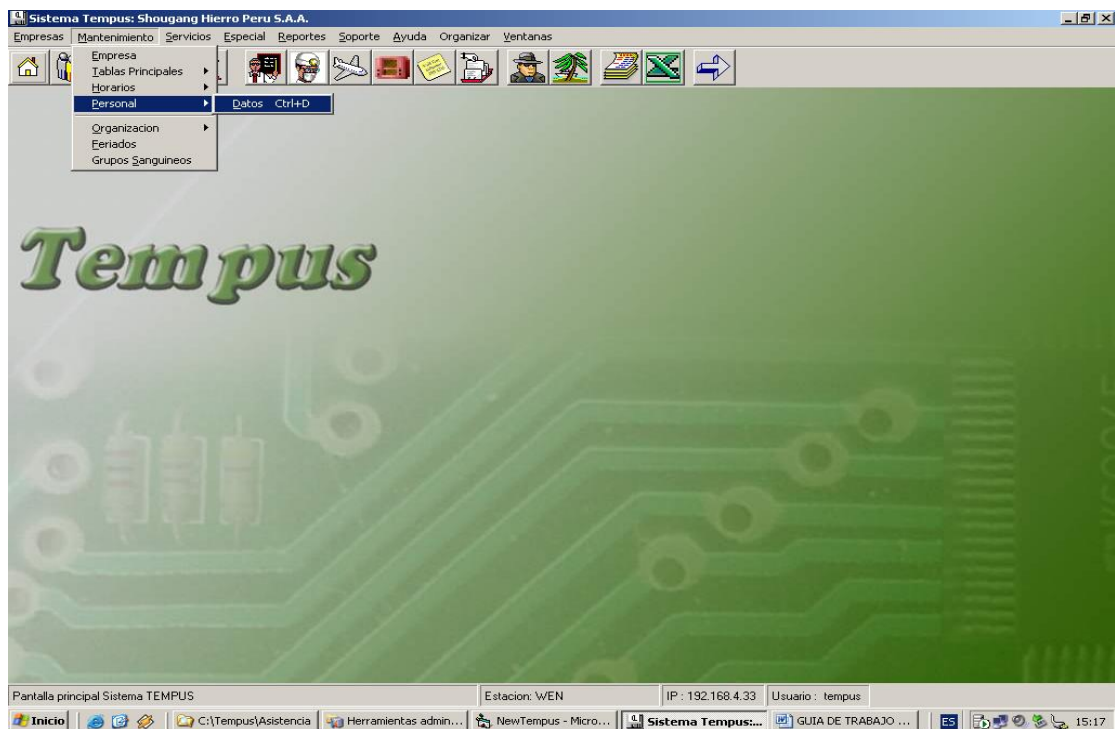 Sistema Tempus: Shougang Hierro Peru S.A.A.
Empresas Mantenimiento Servicios Especial Reportes Soporte Ayuda Organizar Ventanas
Empresa
Tablas Principales
Horarios
Personal
Datos Ctrl+D
Organizacion
Feriados
Grupos Sanguineos
Tempus
Pantalla principal Sistema TEMPUS Estacion: WEN IP : 192.168.4.33 Usuario : tempus
Inicio C:\Tempus\Asistencia Herramientas admin... NewTempus - Micro... Sistema Tempus:... GUIA DE TRABAJO ... ES 15:17